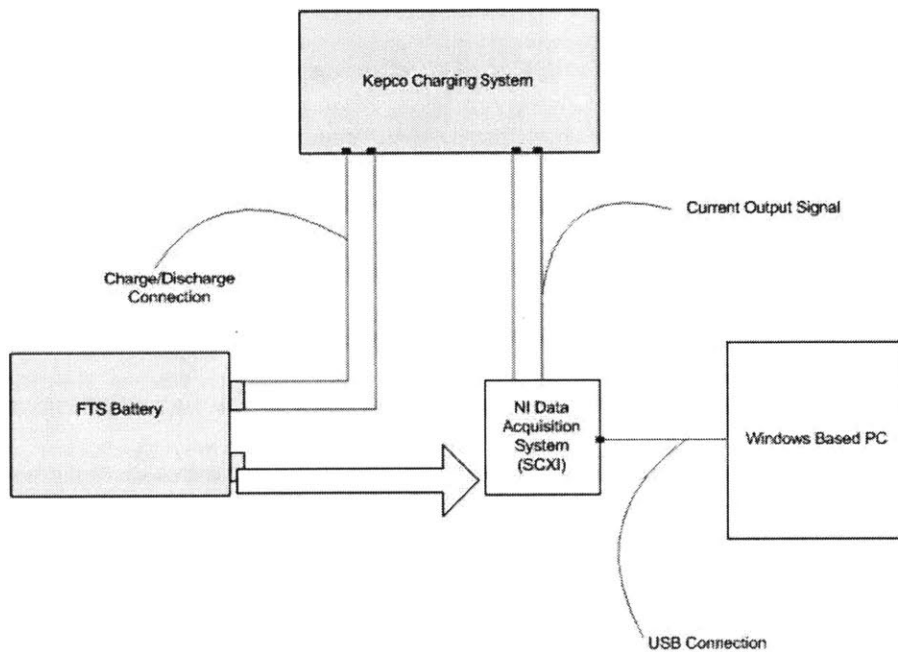 Kepco Charging System
Current Output Signal
Charge/Discharge
Connection
FTS Battery
NI Data
Acquisition
System
(SCXI)
Windows Based PC
USB Connection